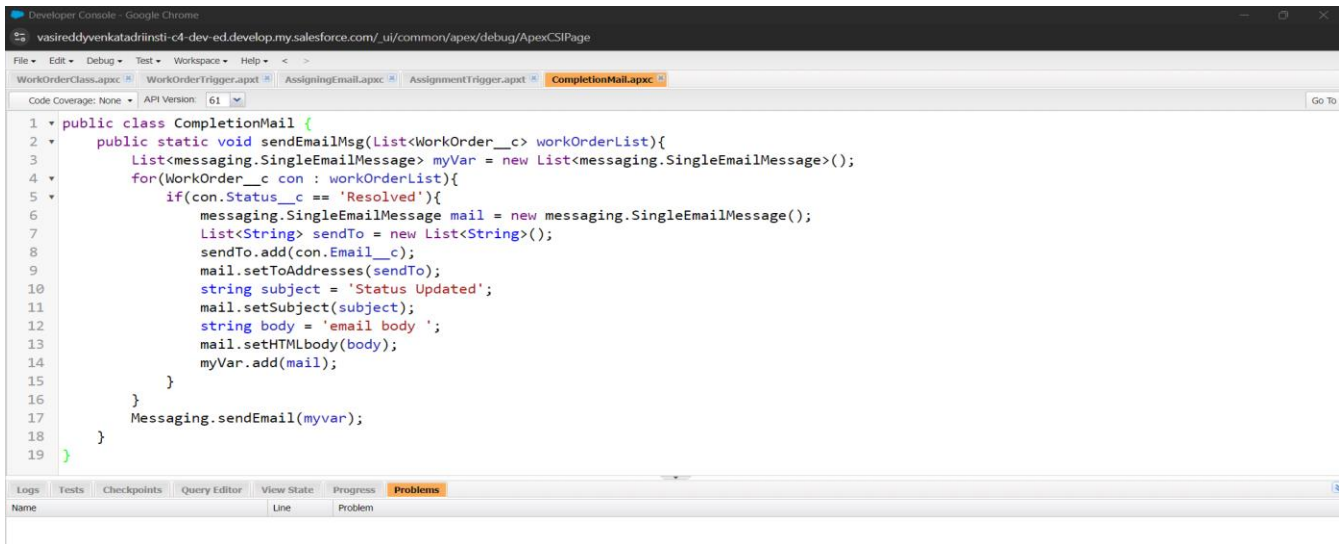 Developer Console - Google Chrome
vasireddyvenkatadriinsti-c4-dev-ed.develop.my.salesforce.com/_ui/common/apex/debug/ApexCSIPage
File Edit Debug Test Workspace Help < >
WorkOrderClass.apxc WorkOrderTrigger.apxt AssigningEmail.apxc AssignmentTrigger.apxt CompletionMail.apxc
Code Coverage: None API Version: 61 Go To
1 public class CompletionMail {
2 public static void sendEmailMsg(List<WorkOrder__c> workOrderList){
3 List<messaging.SingleEmailMessage> myVar = new List<messaging.SingleEmailMessage>();
4 for(WorkOrder__c con : workOrderList){
5 if(con.Status__c == 'Resolved'){
6 messaging.SingleEmailMessage mail = new messaging.SingleEmailMessage();
7 List<String> sendTo = new List<String>();
8 sendTo.add(con.Email__c);
9 mail.setToAddresses(sendTo);
10 string subject = 'Status Updated';
11 mail.setSubject(subject);
12 string body = 'email body ';
13 mail.setHTMLbody(body);
14 myVar.add(mail);
15 }
16 }
17 Messaging.sendEmail(myvar);
18 }
19 }
Logs Tests Checkpoints Query Editor View State Progress Problems
Name Line Problem